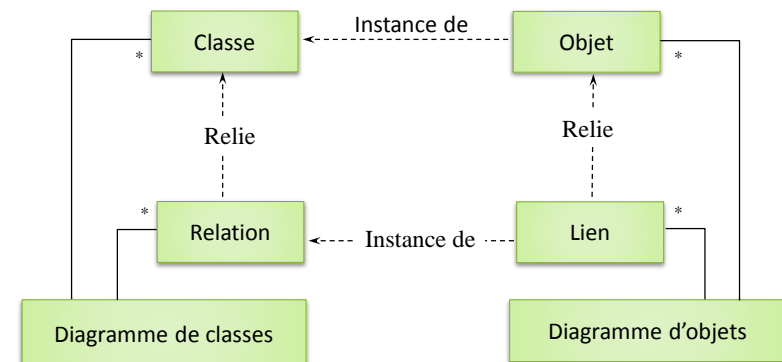 Instance de
Classe
Objet
*
*
Relie
Relie
*
*
Relation
Instance de
Lien
Diagramme de classes
Diagramme d'objets